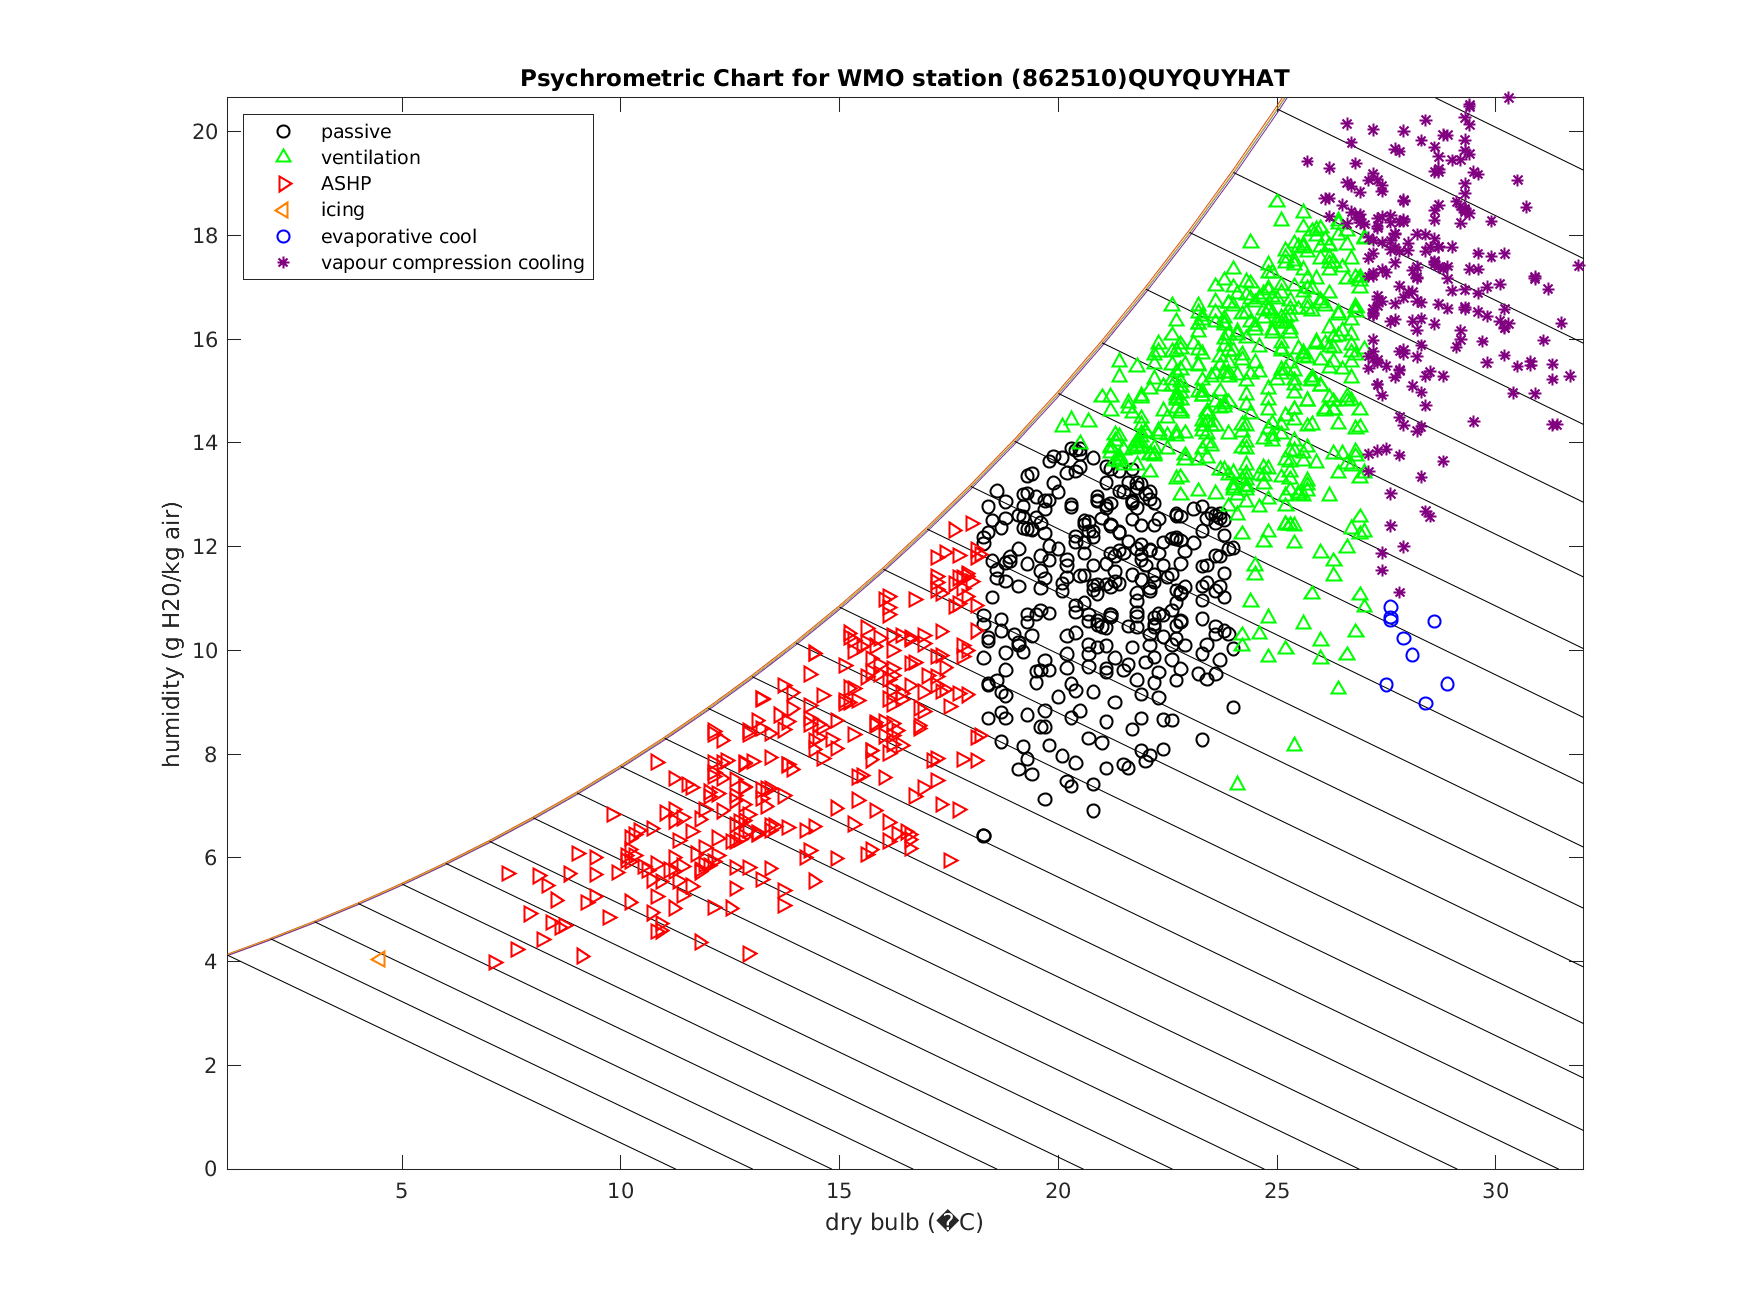 Psychrometric Chart for WMO station (862510)QUYQUYHAT
passive
ventilation
ASHP
icing
evaporative cool
vapour compression cooling
humidity (g H20/kg air)
20
18
16
14
12
10
8
6
4
2
0
5 10 15 20 25 30
dry bulb (�C)